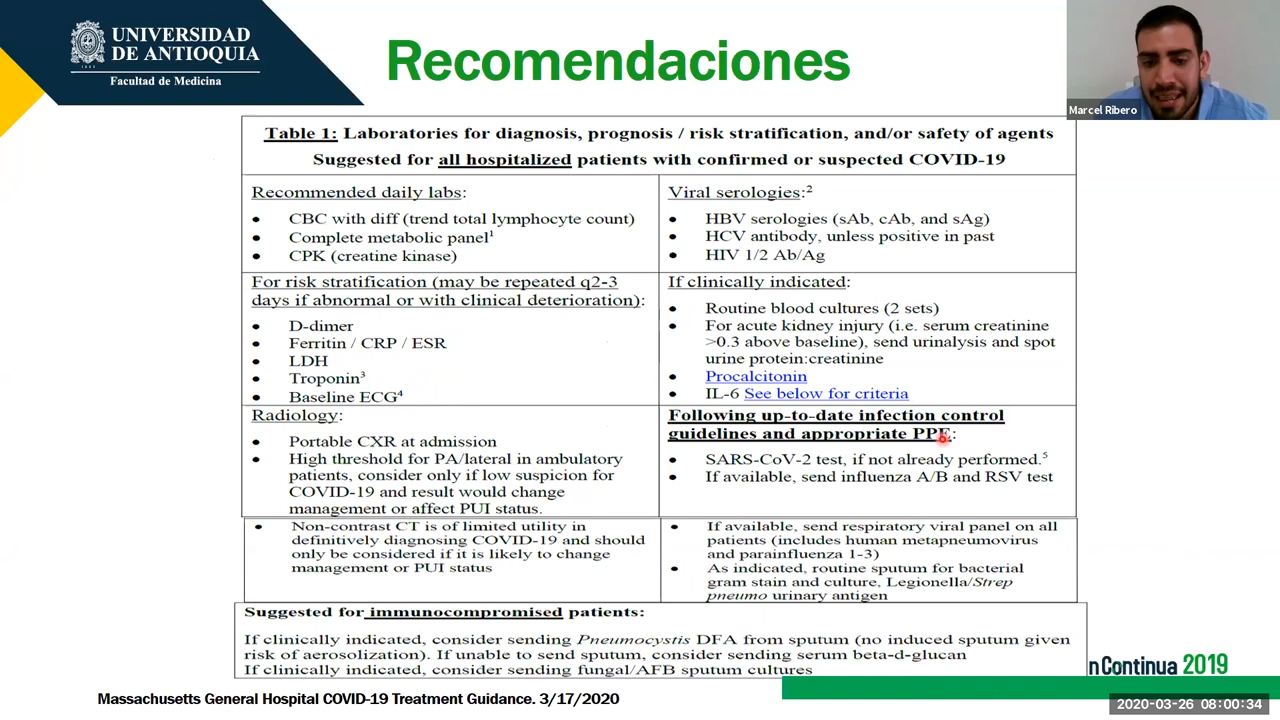 UNIVERSIDAD
DE ANTIOQUIA
Facultad de Medicina
1803
Recomendaciones
Marcel Ribero
Table 1: Laboratories for diagnosis, prognosis / risk stratification, and/or safety of agents
Suggested for all hospitalized patients with confirmed or suspected COVID-19
Recommended daily labs:
• CBC with diff (trend total lymphocyte count)
• Complete metabolic panel¹
• CPK (creatine kinase)
Viral serologies:²
• HBV serologies (sAb, cAb, and sAg)
• HCV antibody, unless positive in past
• HIV 1/2 Ab/Ag
For risk stratification (may be repeated q2-3
days if abnormal or with clinical deterioration):
• D-dimer
• Ferritin / CRP / ESR
• LDH
• Troponin³
• Baseline ECG⁴
If clinically indicated:
• Routine blood cultures (2 sets)
• For acute kidney injury (i.e. serum creatinine
>0.3 above baseline), send urinalysis and spot
urine protein:creatinine
• Procalcitonin
• IL-6 See below for criteria
Radiology:
• Portable CXR at admission
• High threshold for PA/lateral in ambulatory
patients, consider only if low suspicion for
COVID-19 and result would change
management or affect PUI status.
• Non-contrast CT is of limited utility in
definitively diagnosing COVID-19 and should
only be considered if it is likely to change
management or PUI status
Following up-to-date infection control
guidelines and appropriate PPE:
• SARS-CoV-2 test, if not already performed.⁵
• If available, send influenza A/B and RSV test
• If available, send respiratory viral panel on all
patients (includes human metapneumovirus
and parainfluenza 1-3)
• As indicated, routine sputum for bacterial
gram stain and culture, Legionella/Strep
pneumo urinary antigen
Suggested for immunocompromised patients:
If clinically indicated, consider sending Pneumocystis DFA from sputum (no induced sputum given
risk of aerosolization). If unable to send sputum, consider sending serum beta-d-glucan
If clinically indicated, consider sending fungal/AFB sputum cultures
n Continua 2019
Massachusetts General Hospital COVID-19 Treatment Guidance. 3/17/2020
2020-03-26 08:00:34